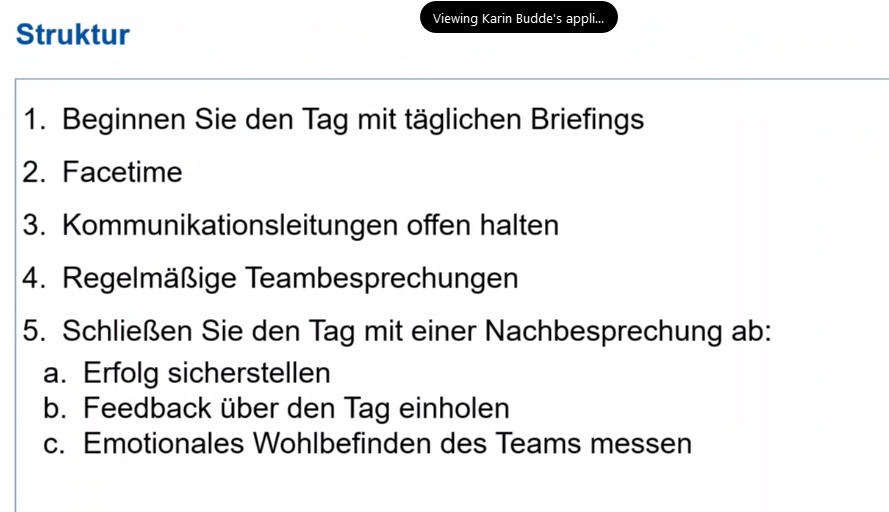 Viewing Karin Budde's appli...
Struktur
1. Beginnen Sie den Tag mit täglichen Briefings
2. Facetime
3. Kommunikationsleitungen offen halten
4. Regelmäßige Teambesprechungen
5. Schließen Sie den Tag mit einer Nachbesprechung ab:
a. Erfolg sicherstellen
b. Feedback über den Tag einholen
c. Emotionales Wohlbefinden des Teams messen